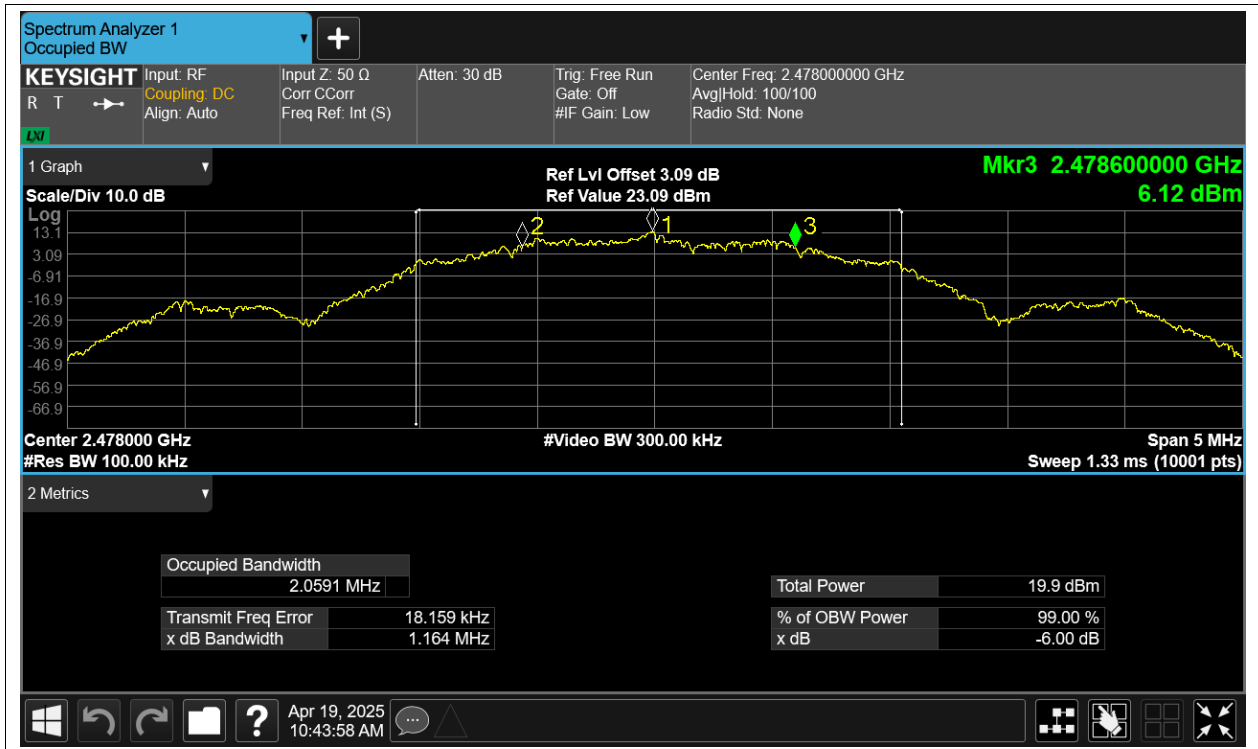 Spectrum Analyzer 1
Occupied BW
+
KEYSIGHT Input: RF Input Z: 50 Ω Atten: 30 dB Trig: Free Run Center Freq: 2.478000000 GHz
R T Coupling: DC Corr CCorr Gate: Off Avg|Hold: 100/100
Align: Auto Freq Ref: Int (S) #IF Gain: Low Radio Std: None
LXI
1 Graph
Ref Lvl Offset 3.09 dB Mkr3 2.478600000 GHz
Scale/Div 10.0 dB Ref Value 23.09 dBm 6.12 dBm
Log
13.1
3.09
-6.91
-16.9
-26.9
-36.9
-46.9
-56.9
-66.9
2 1 3
Center 2.478000 GHz #Video BW 300.00 kHz Span 5 MHz
#Res BW 100.00 kHz Sweep 1.33 ms (10001 pts)
2 Metrics
Occupied Bandwidth
2.0591 MHz Total Power 19.9 dBm
Transmit Freq Error 18.159 kHz % of OBW Power 99.00 %
x dB Bandwidth 1.164 MHz x dB -6.00 dB
? Apr 19, 2025
10:43:58 AM